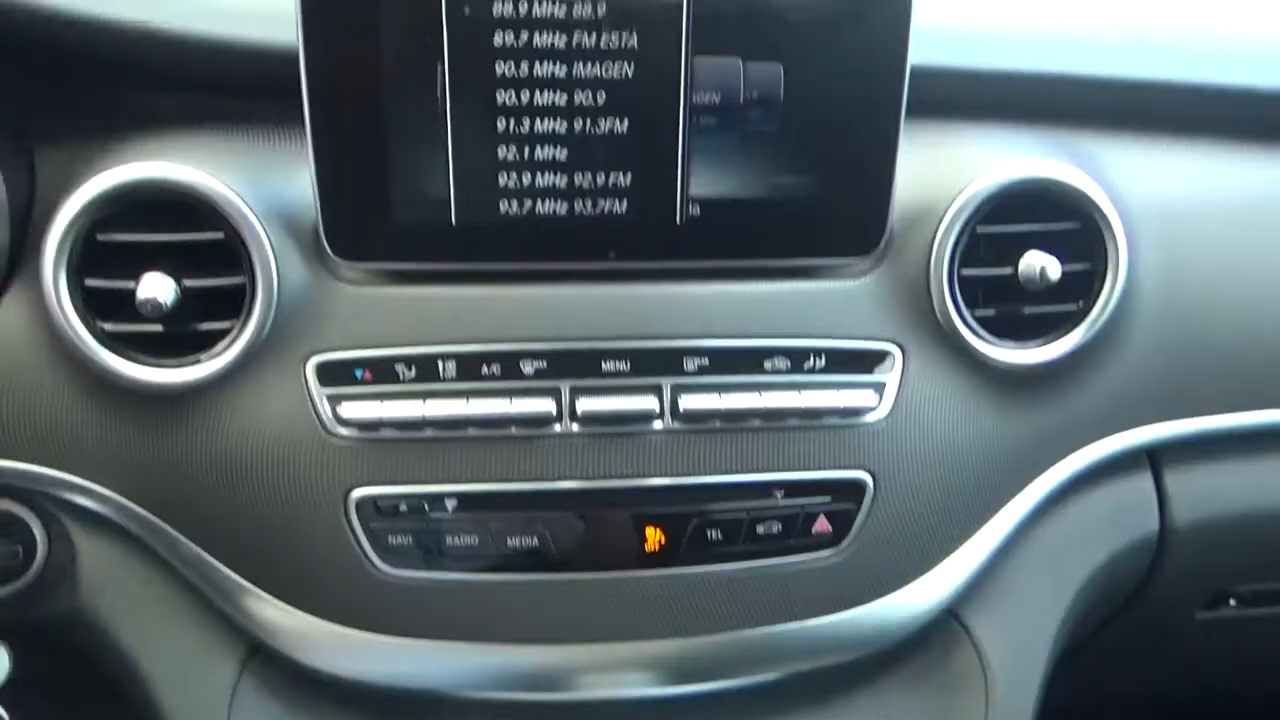 88.9 MHz 88.9
89.7 MHz FM ESTA
90.5 MHz IMAGEN
90.9 MHz 90.9
91.3 MHz 91.3FM
92.1 MHz
92.9 MHz 92.9 FM
93.7 MHz 93.7FM
A/C
MENU
NAVI
RADIO
MEDIA
TEL